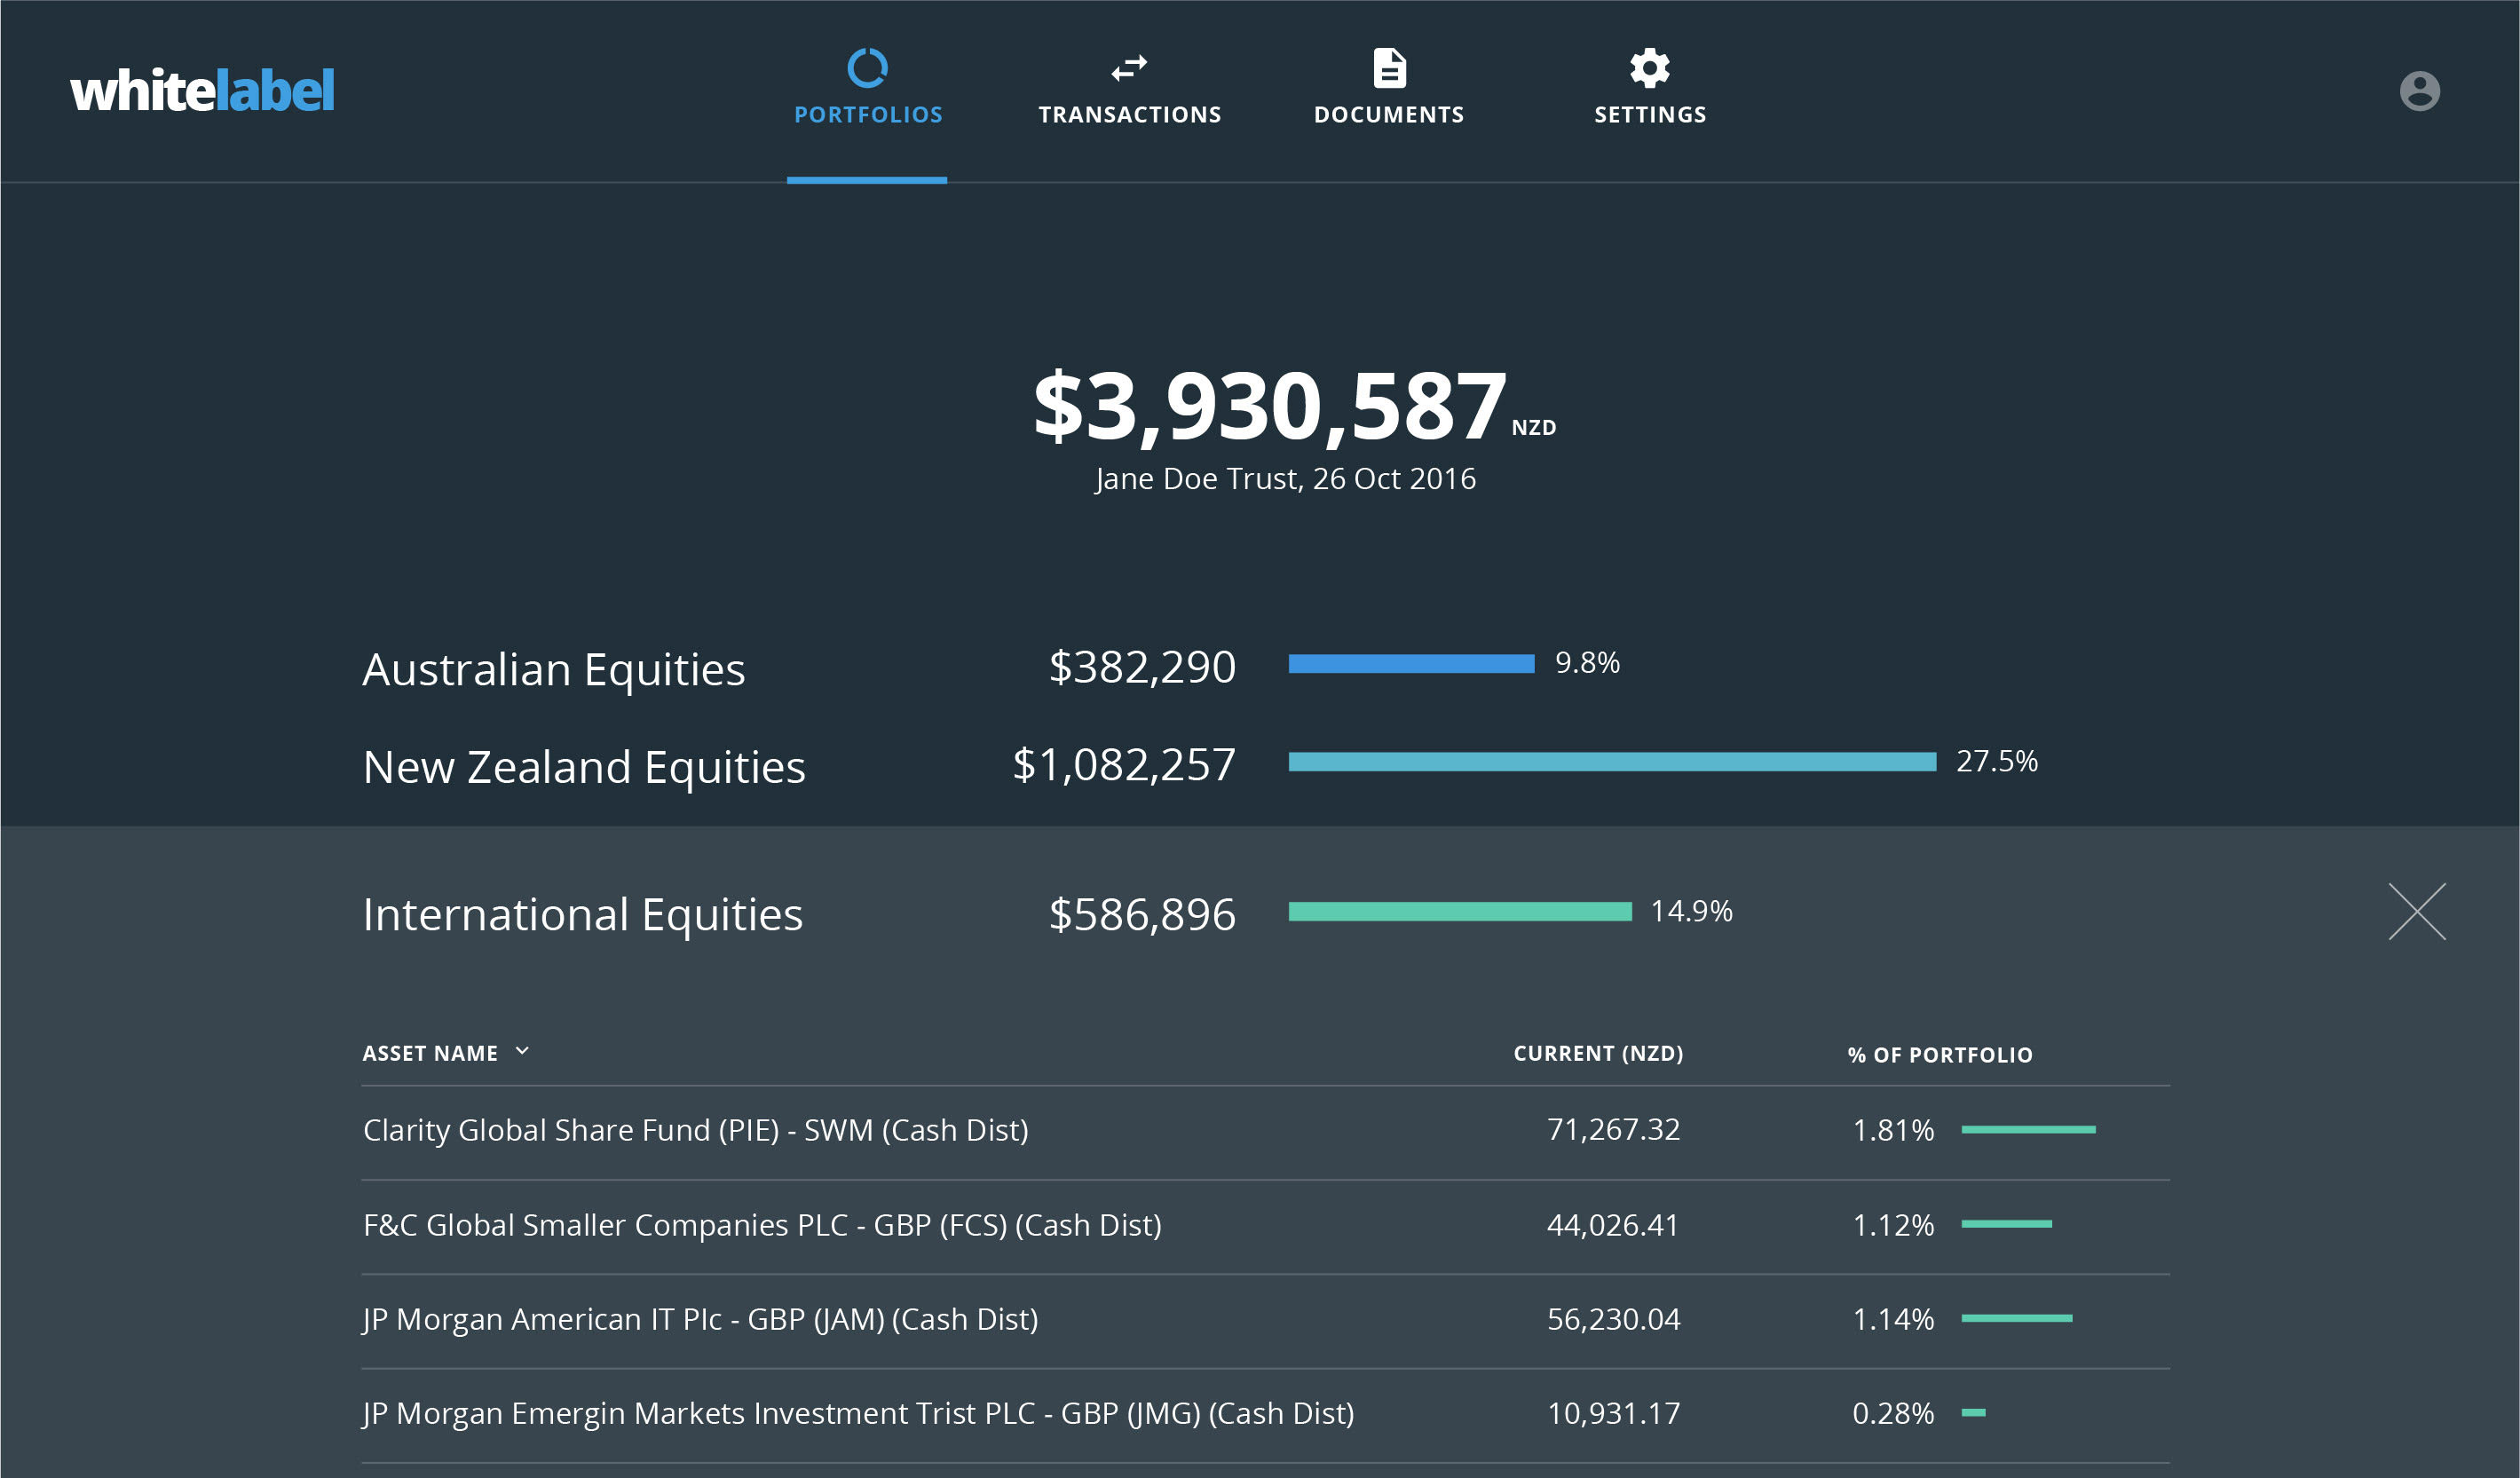 whitelabel
PORTFOLIOS
TRANSACTIONS
DOCUMENTS
SETTINGS
$3,930,587 NZD
Jane Doe Trust, 26 Oct 2016
Australian Equities $382,290 9.8%
New Zealand Equities $1,082,257 27.5%
International Equities $586,896 14.9%
ASSET NAME CURRENT (NZD) % OF PORTFOLIO
Clarity Global Share Fund (PIE) - SWM (Cash Dist) 71,267.32 1.81%
F&C Global Smaller Companies PLC - GBP (FCS) (Cash Dist) 44,026.41 1.12%
JP Morgan American IT Plc - GBP (JAM) (Cash Dist) 56,230.04 1.14%
JP Morgan Emergin Markets Investment Trist PLC - GBP (JMG) (Cash Dist) 10,931.17 0.28%